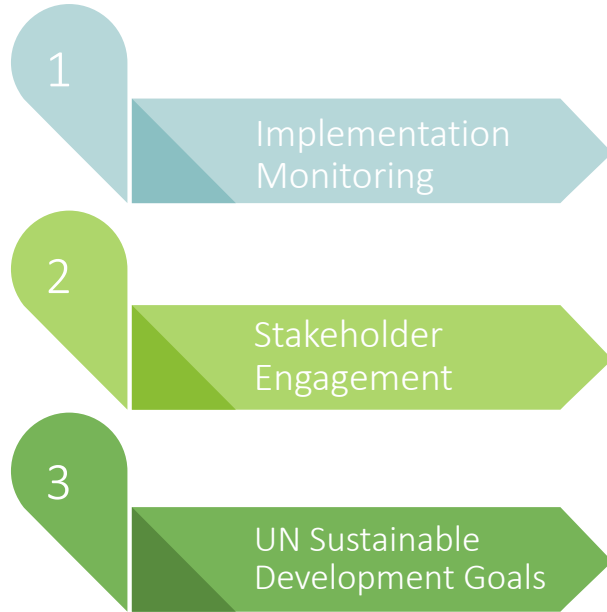 1
Implementation
Monitoring
2
Stakeholder
Engagement
3
UN Sustainable
Development Goals